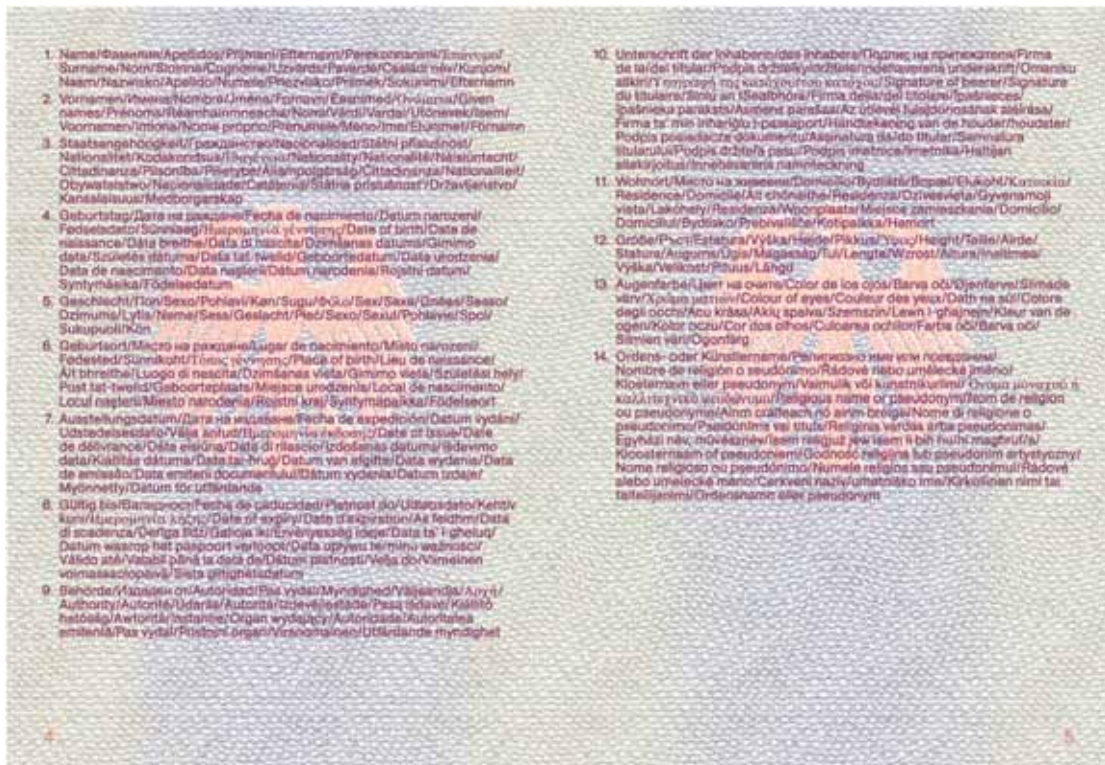 1. Name/Фамилия/Apellidos/Příjmení/Efternavn/Perekonnanimi/Επώνυμο/
Surname/Nom/Sloinne/Cognome/Uzvārds/Pavardė/Családi név/Kunjom/
Naam/Nazwisko/Apelido/Numele/Priezvisko/Priimek/Sukunimi/Efternamn
2. Vornamen/Имена/Nombre/Jména/Fornavn/Eesnimed/Ονόματα/Given
names/Prénoms/Réamhainmneacha/Nome/Vārdi/Vardai/Utónevek/Isem/
Voornamen/Imiona/Nome próprio/Prenumele/Meno/Ime/Etunimet/Förnamn
3. Staatsangehörigkeit/Гражданство/Nacionalidad/Státní příslušnost/
Nationalitet/Kodakondsus/Ιθαγένεια/Nationality/Nationalité/Náisiúntacht/
Cittadinanza/Pilsonība/Pilietybė/Állampolgárság/Cittadinanza/Nationaliteit/
Obywatelstwo/Nacionalidade/Cetăţenia/Štátna príslušnosť/Državljanstvo/
Kansalaisuus/Medborgarskap
4. Geburtstag/Дата на раждане/Fecha de nacimiento/Datum narození/
Fødselsdato/Sünniaeg/Ημερομηνία γέννησης/Date of birth/Date de
naissance/Dáta breithe/Data di nascita/Dzimšanas datums/Gimimo
data/Születés dátuma/Data tat-twelid/Geboortedatum/Data urodzenia/
Data de nascimento/Data naşterii/Dátum narodenia/Rojstni datum/
Syntymäaika/Födelsedatum
5. Geschlecht/Пол/Sexo/Pohlaví/Køn/Sugu/Φύλο/Sex/Sexe/Gnéas/Sesso/
Dzimums/Lytis/Neme/Sess/Geslacht/Płeć/Sexo/Sexul/Pohlavie/Spol/
Sukupuoli/Kön
6. Geburtsort/Място на раждане/Lugar de nacimiento/Místo narození/
Fødested/Sünnikoht/Τόπος γέννησης/Place of birth/Lieu de naissance/
Áit bhreithe/Luogo di nascita/Dzimšanas vieta/Gimimo vieta/Születési hely/
Post tat-twelid/Geboorteplaats/Miejsce urodzenia/Local de nascimento/
Locul naşterii/Miesto narodenia/Rojstni kraj/Syntymäpaikka/Födelseort
7. Ausstellungsdatum/Дата на издаване/Fecha de expedición/Datum vydání/
Udstedelsesdato/Välja antud/Ημερομηνία έκδοσης/Date of issue/Date
de délivrance/Dáta eisiúna/Data di rilascio/Izdošanas datums/Išdavimo
data/Kiállítás dátuma/Data tal-ħruġ/Datum van afgifte/Data wydania/Data
de emissão/Data emiterii documentului/Dátum vydania/Datum izdaje/
Myönnetty/Datum för utfärdande
8. Gültig bis/Валидност/Fecha de caducidad/Platnost do/Udløbsdato/Kehtiv
kuni/Ημερομηνία λήξης/Date of expiry/Date d'expiration/As feidhm/Data
di scadenza/Derīga līdz/Galioja iki/Érvényesség ideje/Data ta' l-għeluq/
Datum waarop het paspoort verloopt/Data upływu terminu ważności/
Válido até/Valabil până la data de/Dátum platnosti/Velja do/Viimeinen
voimassaolopäivä/Sista giltighetsdatum
9. Behörde/Издаден от/Autoridad/Pas vydal/Myndighed/Väljaandja/Αρχή/
Authority/Autorité/Údarás/Autorità/Izdevējiestāde/Pasą išdavė/Kiállító
hatóság/Awtorità/Instantie/Organ wydający/Autoridade/Autoritatea
emitentă/Pas vydal/Pristojni organ/Viranomainen/Utfärdande myndighet
4
10. Unterschrift der Inhaberin/des Inhabers/Подпис на притежателя/Firma
de la/del titular/Podpis držitelky/držitele/Indehaverens underskrift/Omaniku
allkiri/Υπογραφή της κατόχου/του κατόχου/Signature of bearer/Signature
du titulaire/Síniú an tSealbhóra/Firma della/del titolare/Īpašnieces/
īpašnieka paraksts/Asmens parašas/Az útlevél tulajdonosának aláírása/
Firma ta' min inħariġlu l-passaport/Handtekening van de houder/houdster/
Podpis posiadacza dokumentu/Assinatura da/do titular/Semnătura
titularului/Podpis držiteľa pasu/Podpis imetnice/imetnika/Haltijan
allekirjoitus/Innehavarens namnteckning
11. Wohnort/Място на живеене/Domicilio/Bydliště/Bopæl/Elukoht/Κατοικία/
Residence/Domicile/Áit chónaithe/Residenza/Dzīvesvieta/Gyvenamoji
vieta/Lakóhely/Residenza/Woonplaats/Miejsce zamieszkania/Domicílio/
Domiciliu/Bydlisko/Prebivališče/Kotipaikka/Hemort
12. Größe/Ръст/Estatura/Výška/Højde/Pikkus/Ύψος/Height/Taille/Airde/
Statura/Augums/Ūgis/Magasság/Tul/Lengte/Wzrost/Altura/Inaltimea/
Výška/Velikost/Pituus/Längd
13. Augenfarbe/Цвят на очите/Color de los ojos/Barva očí/Øjenfarve/Silmade
värv/Χρώμα ματιών/Colour of eyes/Couleur des yeux/Dath na súl/Colore
degli occhi/Acu krāsa/Akių spalva/Szemszín/Lewn l-għajnejn/Kleur van de
ogen/Kolor oczu/Cor dos olhos/Culoarea ochilor/Farba očí/Barva oči/
Silmien väri/Ögonfärg
14. Ordens- oder Künstlername/Религиозно име или псевдоним/
Nombre de religión o seudónimo/Řádové nebo umělecké jméno/
Klosternavn eller pseudonym/Vaimulik või kunstnikunimi/Όνομα μοναχού ή
καλλιτεχνικό ψευδώνυμο/Religious name or pseudonym/Nom de religion
ou pseudonyme/Ainm cráifeach nó ainm bréige/Nome di religione o
pseudonimo/Pseidonīms vai tituls/Religinis vardas arba pseudonimas/
Egyházi név, művésznév/Isem reliġjuż jew isem li bih hu/hi magħruf/a/
Kloosternaam of pseudoniem/Godność religijna lub pseudonim artystyczny/
Nome religioso ou pseudónimo/Numele religios sau pseudonimul/Rádové
alebo umelecké meno/Cerkveni naziv/umetniško ime/Kirkollinen nimi tai
taiteilijanimi/Ordensnamn eller pseudonym
5